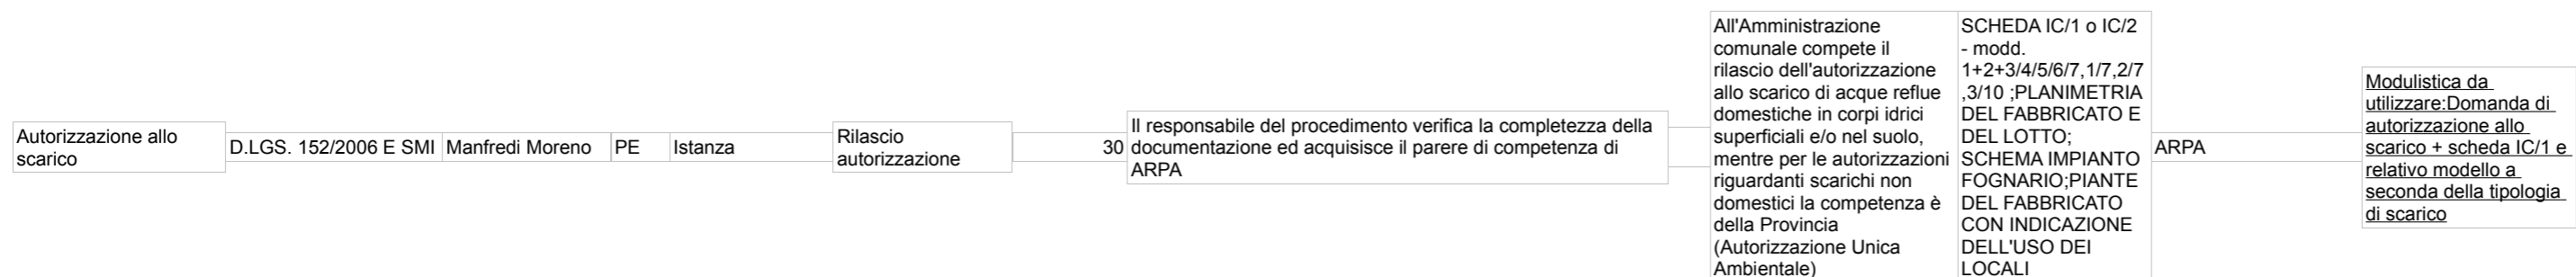 Autorizzazione allo
scarico
D.LGS. 152/2006 E SMI
Manfredi Moreno
PE
Istanza
Rilascio
autorizzazione
30
Il responsabile del procedimento verifica la completezza della
documentazione ed acquisisce il parere di competenza di
ARPA
All'Amministrazione
comunale compete il
rilascio dell'autorizzazione
allo scarico di acque reflue
domestiche in corpi idrici
superficiali e/o nel suolo,
mentre per le autorizzazioni
riguardanti scarichi non
domestici la competenza è
della Provincia
(Autorizzazione Unica
Ambientale)
SCHEDA IC/1 o IC/2
- modd.
1+2+3/4/5/6/7,1/7,2/7
,3/10 ;PLANIMETRIA
DEL FABBRICATO E
DEL LOTTO;
SCHEMA IMPIANTO
FOGNARIO;PIANTE
DEL FABBRICATO
CON INDICAZIONE
DELL'USO DEI
LOCALI
ARPA
Modulistica da
utilizzare:Domanda di
autorizzazione allo
scarico + scheda IC/1 e
relativo modello a
seconda della tipologia
di scarico